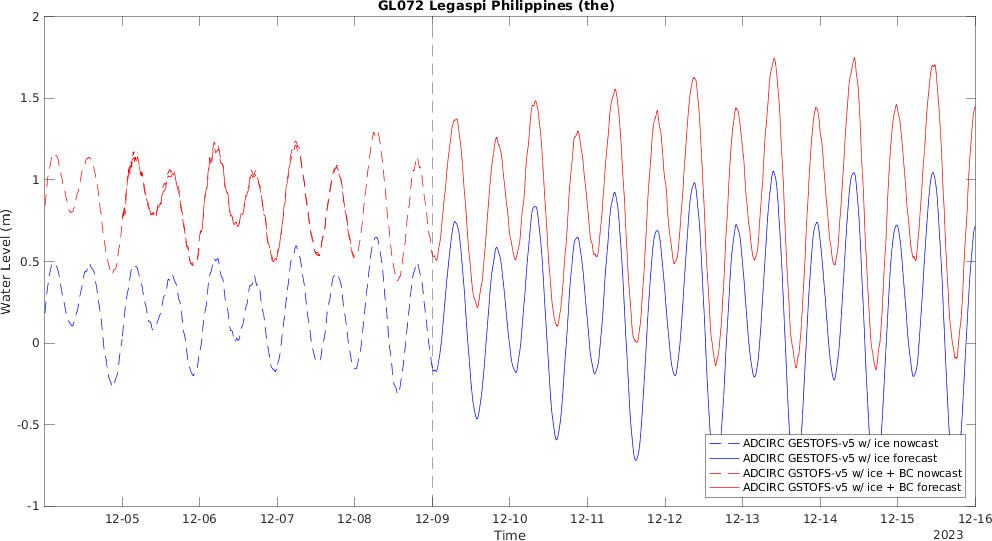 GL072 Legaspi Philippines (the)
2
1.5
1
0.5
0
-0.5
-1
Water Level (m)
ADCIRC GESTOFS-v5 w/ ice nowcast
ADCIRC GESTOFS-v5 w/ ice forecast
ADCIRC GSTOFS-v5 w/ ice + BC nowcast
ADCIRC GSTOFS-v5 w/ ice + BC forecast
12-05 12-06 12-07 12-08 12-09 12-10 12-11 12-12 12-13 12-14 12-15 12-16
Time
2023